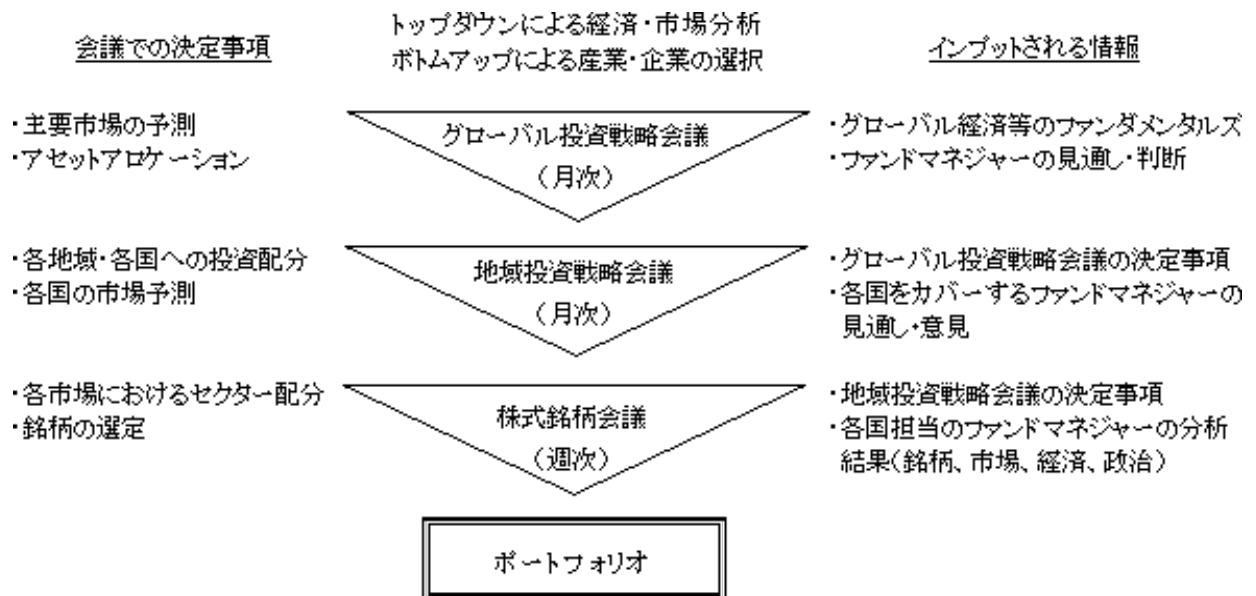 会議での決定事項
トップダウンによる経済・市場分析
ボトムアップによる産業・企業の選択
インプットされる情報
・主要市場の予測
・アセットアロケーション
グローバル投資戦略会議
（月次）
・グローバル経済等のファンダメンタルズ
・ファンドマネジャーの見通し・判断
・各地域・各国への投資配分
・各国の市場予測
地域投資戦略会議
（月次）
・グローバル投資戦略会議の決定事項
・各国をカバーするファンドマネジャーの
見通し・意見
・各市場におけるセクター配分
・銘柄の選定
株式銘柄会議
（週次）
・地域投資戦略会議の決定事項
・各国担当のファンドマネジャーの分析
結果（銘柄、市場、経済、政治）
ポートフォリオ